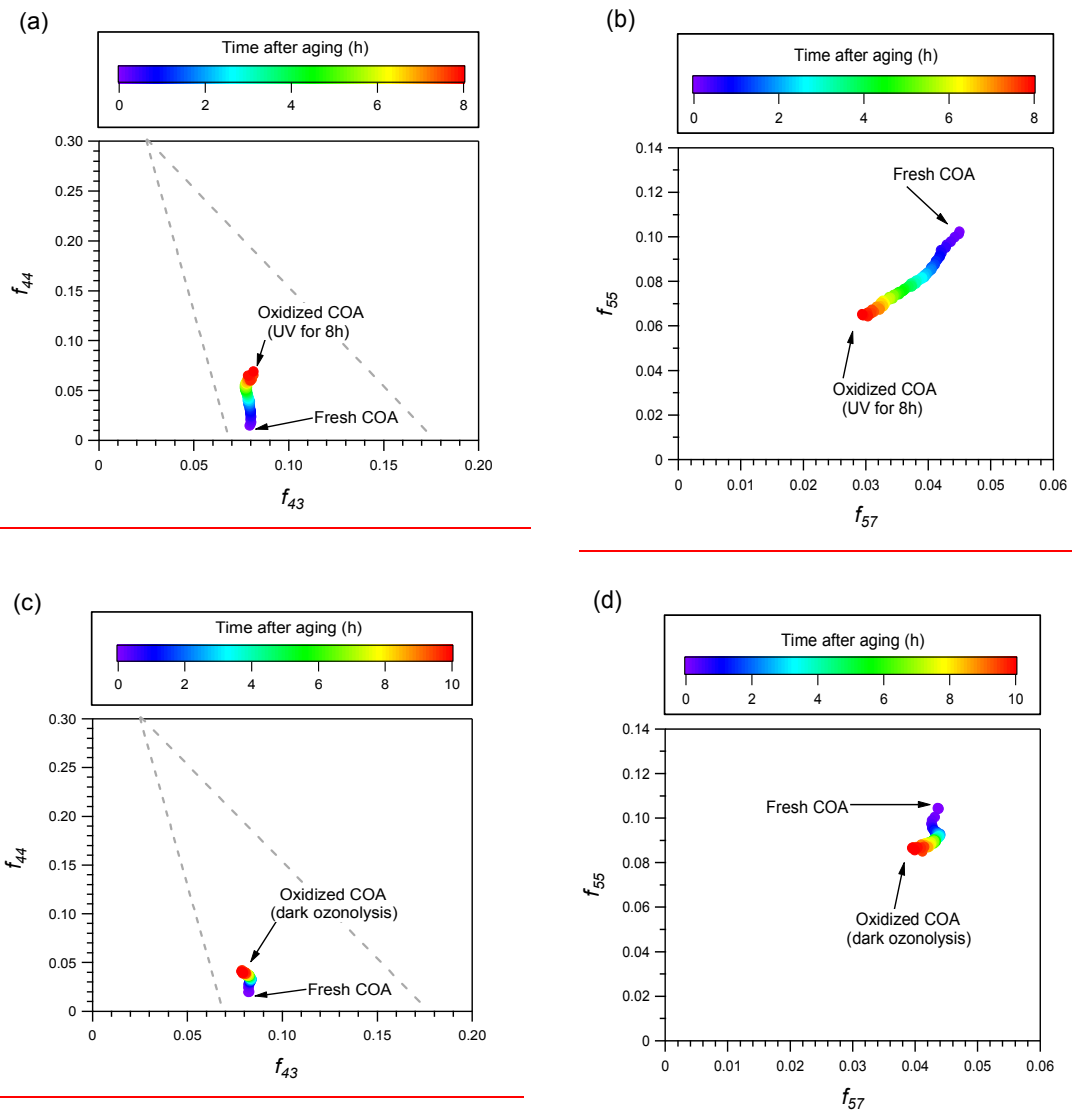 (a)
Time after aging (h)
0 2 4 6 8
0.30
0.25
0.20
0.15
0.10
0.05
0
f44
Oxidized COA
(UV for 8h)
Fresh COA
0 0.05 0.10 0.15 0.20
f43
(b)
Time after aging (h)
0 2 4 6 8
0.14
0.12
0.10
0.08
0.06
0.04
0.02
0
f55
Fresh COA
Oxidized COA
(UV for 8h)
0 0.01 0.02 0.03 0.04 0.05 0.06
f57
(c)
Time after aging (h)
0 2 4 6 8 10
0.30
0.25
0.20
0.15
0.10
0.05
0
f44
Oxidized COA
(dark ozonolysis)
Fresh COA
0 0.05 0.10 0.15 0.20
f43
(d)
Time after aging (h)
0 2 4 6 8 10
0.14
0.12
0.10
0.08
0.06
0.04
0.02
0
f55
Fresh COA
Oxidized COA
(dark ozonolysis)
0 0.01 0.02 0.03 0.04 0.05 0.06
f57